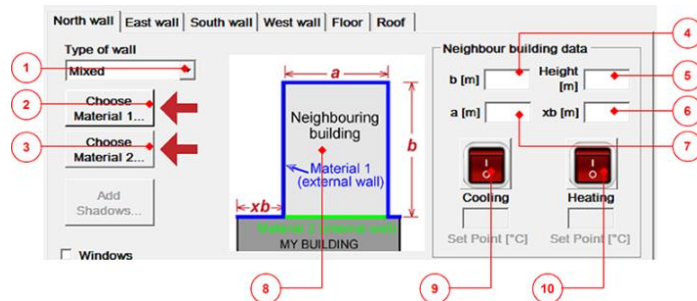 North wall
East wall
South wall
West wall
Floor
Roof
Type of wall
Mixed
Choose
Material 1...
Choose
Material 2...
Add
Shadows...
Windows
a
Neighbouring
building
b
Material 1
(external wall)
xb
MY BUILDING
Neighbour building data
b [m]
Height
[m]
a [m]
xb [m]
I
O
Cooling
Set Point [°C]
I
O
Heating
Set Point [°C]
1
2
3
4
5
6
7
8
9
10